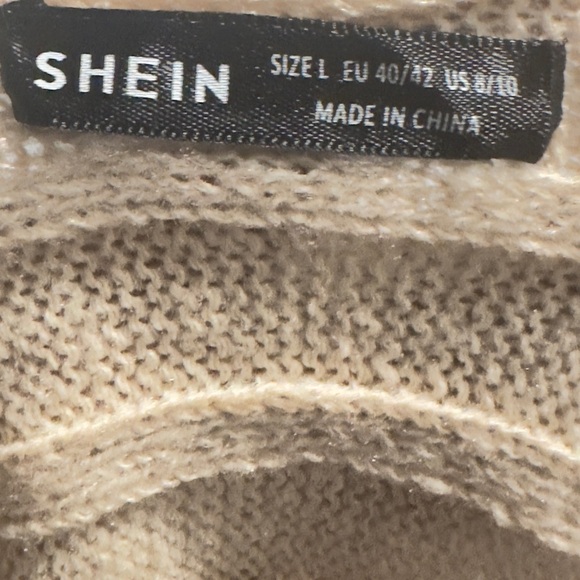 SHEIN
SIZE L EU 40/42 US 8/10
MADE IN CHINA